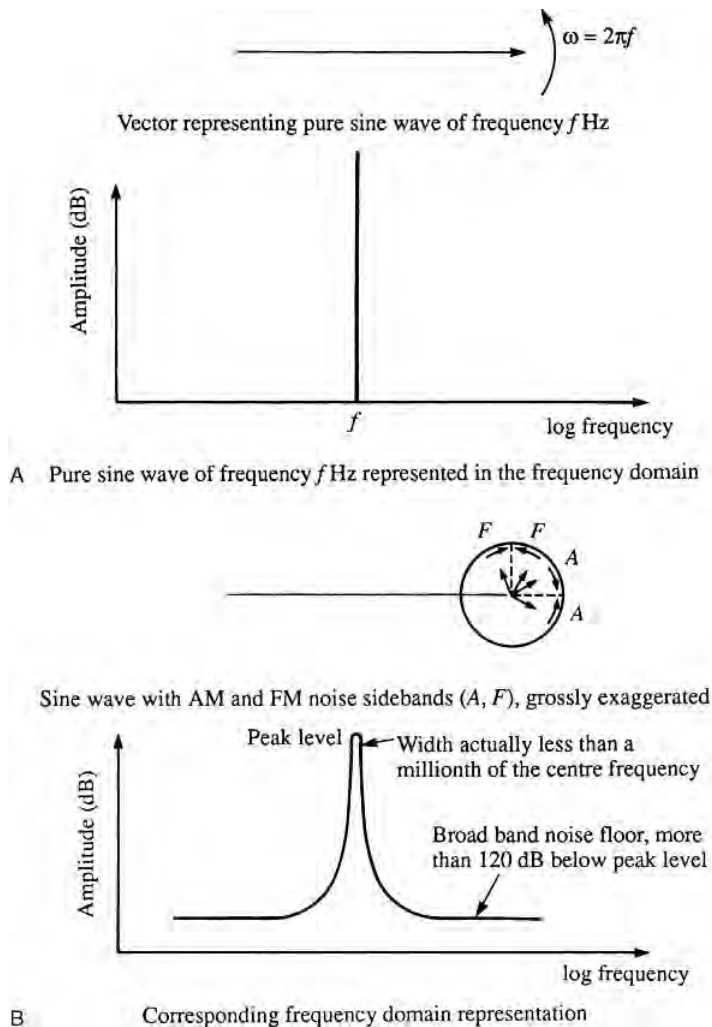 ω = 2πf
Vector representing pure sine wave of frequency f Hz
Amplitude (dB)
f
log frequency
A Pure sine wave of frequency f Hz represented in the frequency domain
F F
A
A
Sine wave with AM and FM noise sidebands (A, F), grossly exaggerated
Peak level
Width actually less than a
millionth of the centre frequency
Amplitude (dB)
Broad band noise floor, more
than 120 dB below peak level
log frequency
B Corresponding frequency domain representation